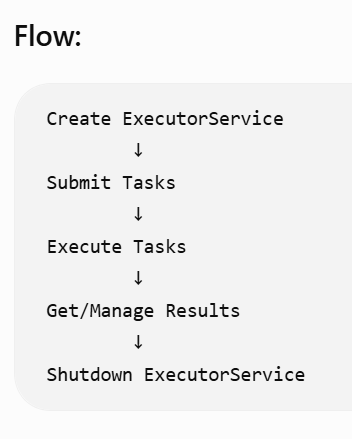 Flow:
Create ExecutorService
↓
Submit Tasks
↓
Execute Tasks
↓
Get/Manage Results
↓
Shutdown ExecutorService